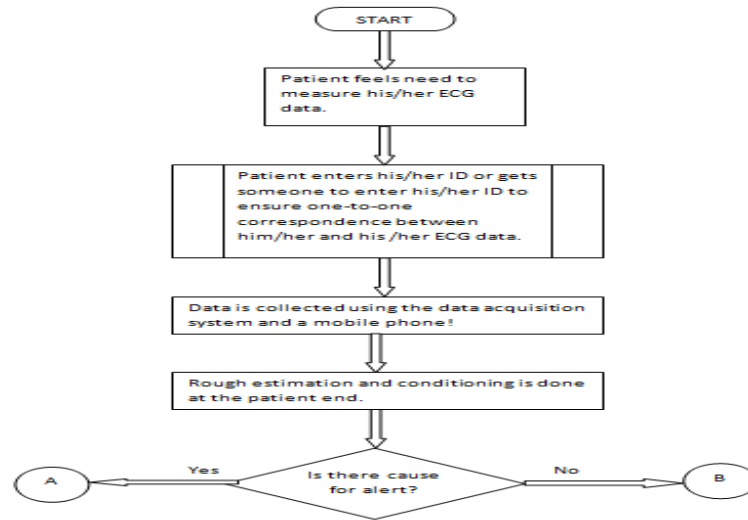 START
Patient feels need to
measure his/her ECG
data.
Patient enters his/her ID or gets
someone to enter his/her ID to
ensure one-to-one
correspondence between
him/her and his /her ECG data.
Data is collected using the data acquisition
system and a mobile phone!
Rough estimation and conditioning is done
at the patient end.
Is there cause
for alert?
Yes
No
A
B